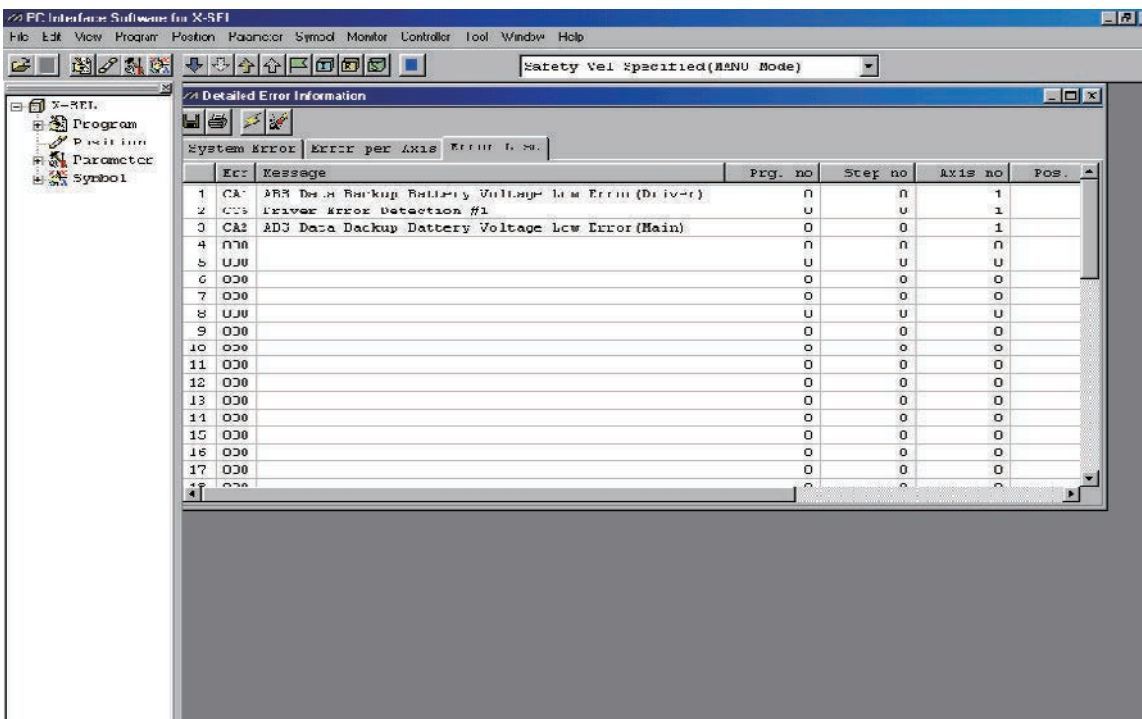 PC Interface Software for X-SEL
File Edit View Program Position Parameter Symbol Monitor Controller Tool Window Help
Safety Vel Specified(MANU Mode)
X-SEL
Program
Position
Parameter
Symbol
Detailed Error Information
System Error Error per Axis Error
Err Message Prg. no Step no Axis no Pos.
1 ABS Data Backup Battery Voltage Low Error(Driver) 0 0 1
2 Driver Error Detection #1 0 0 1
3 CA2 ABS Data Backup Battery Voltage Low Error(Main) 0 0 1
4 000 0 0 0
5 000 0 0 0
6 000 0 0 0
7 000 0 0 0
8 000 0 0 0
9 000 0 0 0
10 000 0 0 0
11 000 0 0 0
12 000 0 0 0
13 000 0 0 0
14 000 0 0 0
15 000 0 0 0
16 000 0 0 0
17 000 0 0 0